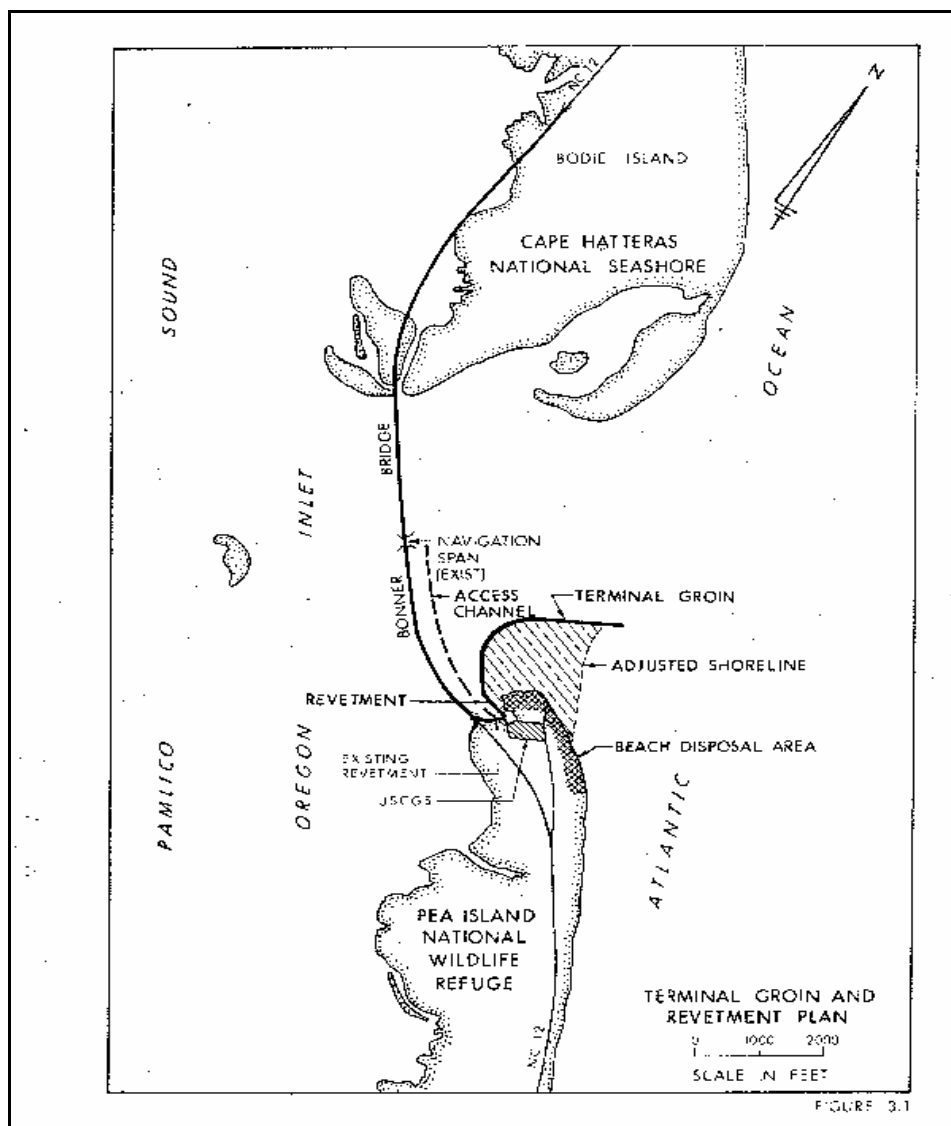 N
NC 12
BODIE ISLAND
CAPE HATTERAS
NATIONAL SEASHORE
SOUND
OCEAN
BRIDGE
INLET
NAVIGATION
SPAN
[EXIST]
ACCESS
CHANNEL
BONNER
TERMINAL GROIN
ADJUSTED SHORELINE
REVETMENT
BEACH DISPOSAL AREA
EXISTING
REVETMENT
USCGS
OREGON
PAMLICO
ATLANTIC
PEA ISLAND
NATIONAL
WILDLIFE
REFUGE
NC 12
TERMINAL GROIN AND
REVETMENT PLAN
0 1000 2000
SCALE IN FEET
FIGURE 3.1